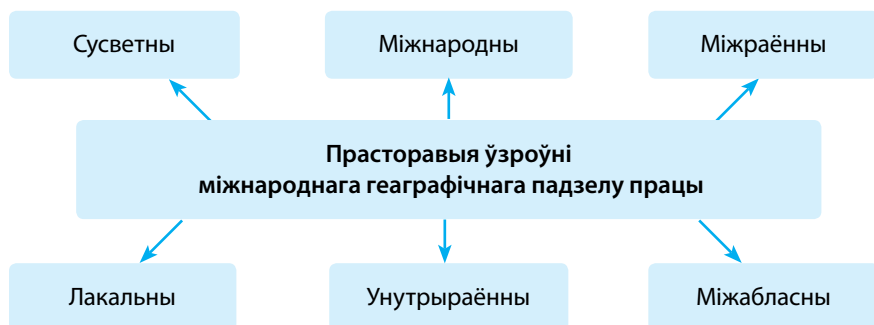 Сусветны
Міжнародны
Міжраённы
Прасторавыя ўзроўні
міжнароднага геаграфічнага падзелу працы
Лакальны
Унутрыраённы
Міжабласны